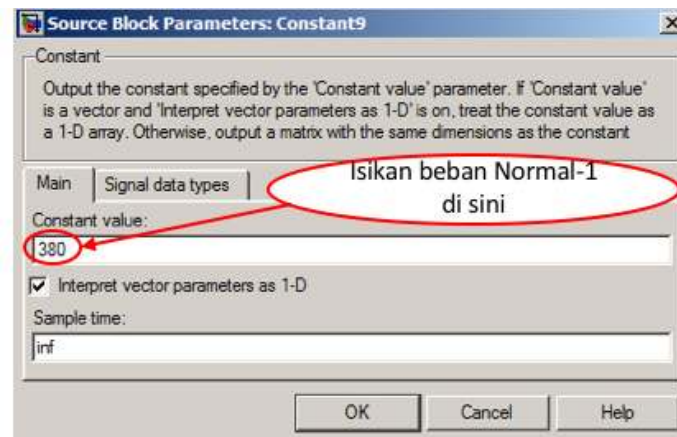 Source Block Parameters: Constant9
Constant
Output the constant specified by the 'Constant value' parameter. If 'Constant value'
is a vector and 'Interpret vector parameters as 1-D' is on, treat the constant value as
a 1-D array. Otherwise, output a matrix with the same dimensions as the constant
Isikan beban Normal-1
di sini
Main Signal data types
Constant value:
380
Interpret vector parameters as 1-D
Sample time:
inf
OK Cancel Help